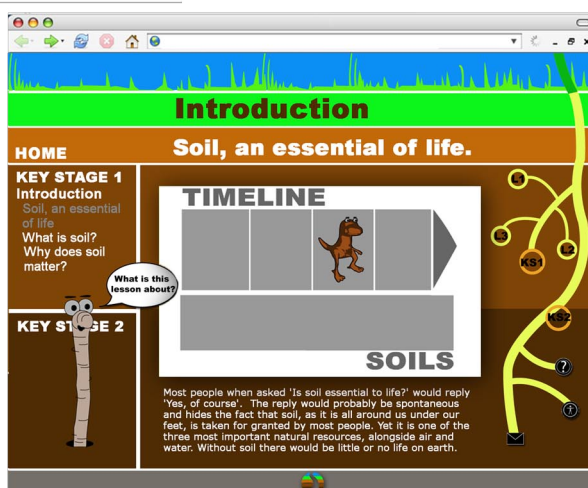 Introduction
HOME
Soil, an essential of life.
KEY STAGE 1
Introduction
Soil, an essential
of life
What is soil?
Why does soil
matter?
What is this
lesson about?
KEY ST GE 2
TIMELINE
SOILS
Most people when asked 'Is soil essential to life?' would reply
'Yes, of course'.  The reply would probably be spontaneous
and hides the fact that soil, as it is all around us under our
feet, is taken for granted by most people. Yet it is one of the
three most important natural resources, alongside air and
water. Without soil there would be little or no life on earth.
L1
L3
L2
KS1
KS2
?